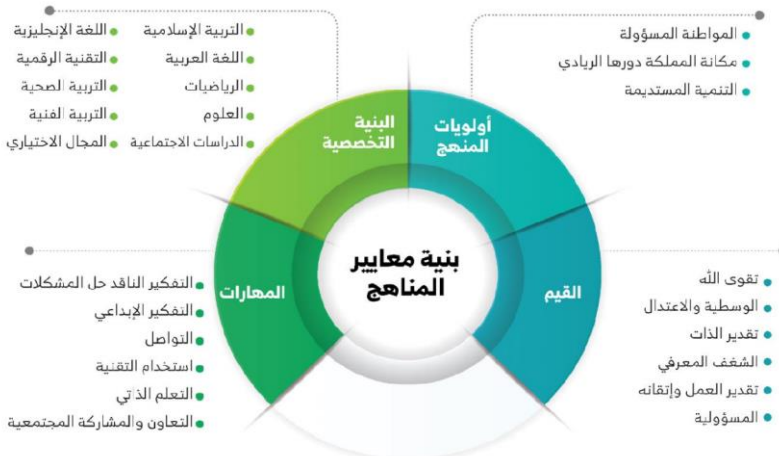 المواطنة المسؤولة
مكانة المملكة دورها الريادي
التنمية المستديمة
أولويات
المنهج
التربية الإسلامية
اللغة العربية
الرياضيات
العلوم
الدراسات الاجتماعية
اللغة الإنجليزية
التقنية الرقمية
التربية الصحية
التربية الفنية
المجال الاختياري
البنية
التخصصية
بنية معايير
المناهج
القيم
تقوى الله
الوسطية والاعتدال
تقدير الذات
الشغف المعرفي
تقدير العمل وإتقانه
المسؤولية
المهارات
التفكير الناقد حل المشكلات
التفكير الإبداعي
التواصل
استخدام التقنية
التعلم الذاتي
التعاون والمشاركة المجتمعية